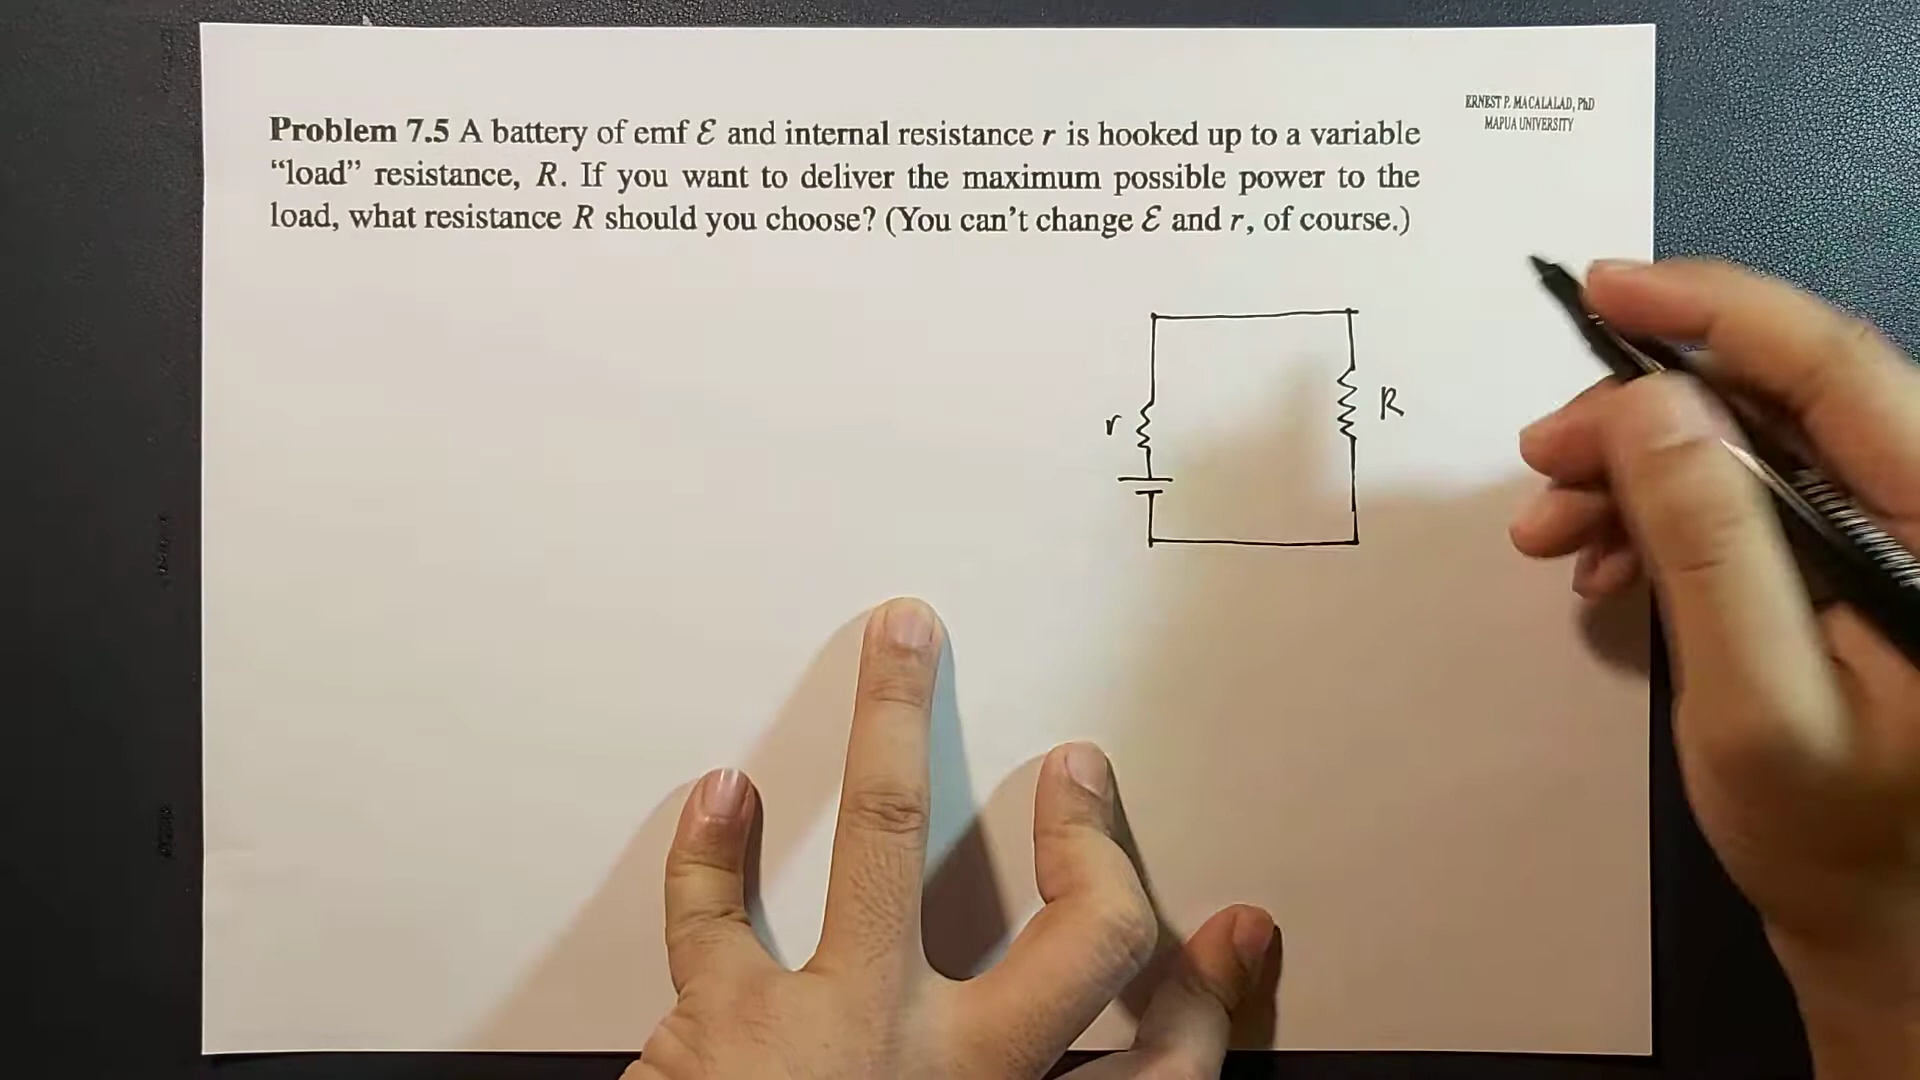 ERNEST P. MACALALAD, PhD
MAPUA UNIVERSITY
Problem 7.5 A battery of emf ℰ and internal resistance r is hooked up to a variable
“load” resistance, R. If you want to deliver the maximum possible power to the
load, what resistance R should you choose? (You can’t change ℰ and r, of course.)
r
R